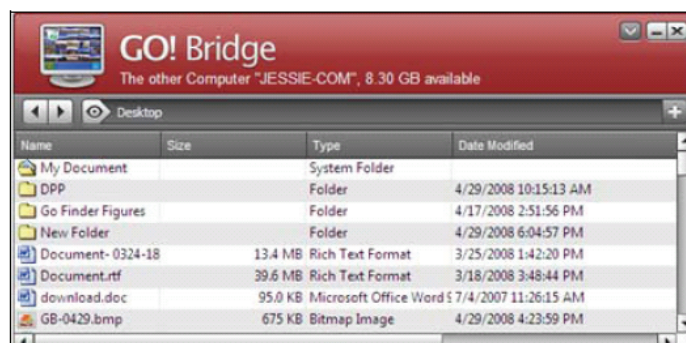 GO! Bridge
The other Computer "JESSIE-COM", 8.30 GB available
Desktop
Name Size Type Date Modified
My Document System Folder
DPP Folder 4/29/2008 10:15:13 AM
Go Finder Figures Folder 4/17/2008 2:51:56 PM
New Folder Folder 4/29/2008 6:04:57 PM
Document- 0324-18 13.4 MB Rich Text Format 3/25/2008 1:42:20 PM
Document.rtf 39.6 MB Rich Text Format 3/18/2008 3:48:44 PM
download.doc 95.0 KB Microsoft Office Word 9 7/4/2007 11:26:15 AM
GB-0429.bmp 675 KB Bitmap Image 4/29/2008 4:23:59 PM